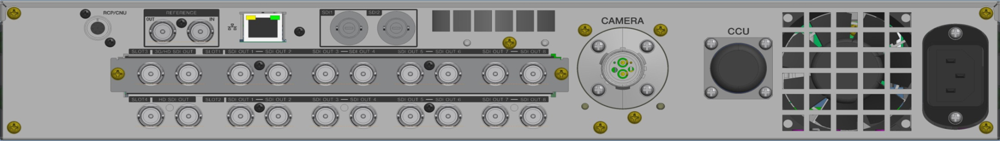 RCP/CNU
REFERENCE
OUT
IN
SDI1
SDI2
CAMERA
CCU
SLOT3 3G/HD SDI OUT SLOT1 SDI OUT 1 — SDI OUT 2 SDI OUT 3 — SDI OUT 4 SDI OUT 5 — SDI OUT 6 SDI OUT 7 — SDI OUT 8
SLOT4 HD SDI OUT SLOT2 SDI OUT 1 — SDI OUT 2 SDI OUT 3 — SDI OUT 4 SDI OUT 5 — SDI OUT 6 SDI OUT 7 — SDI OUT 8